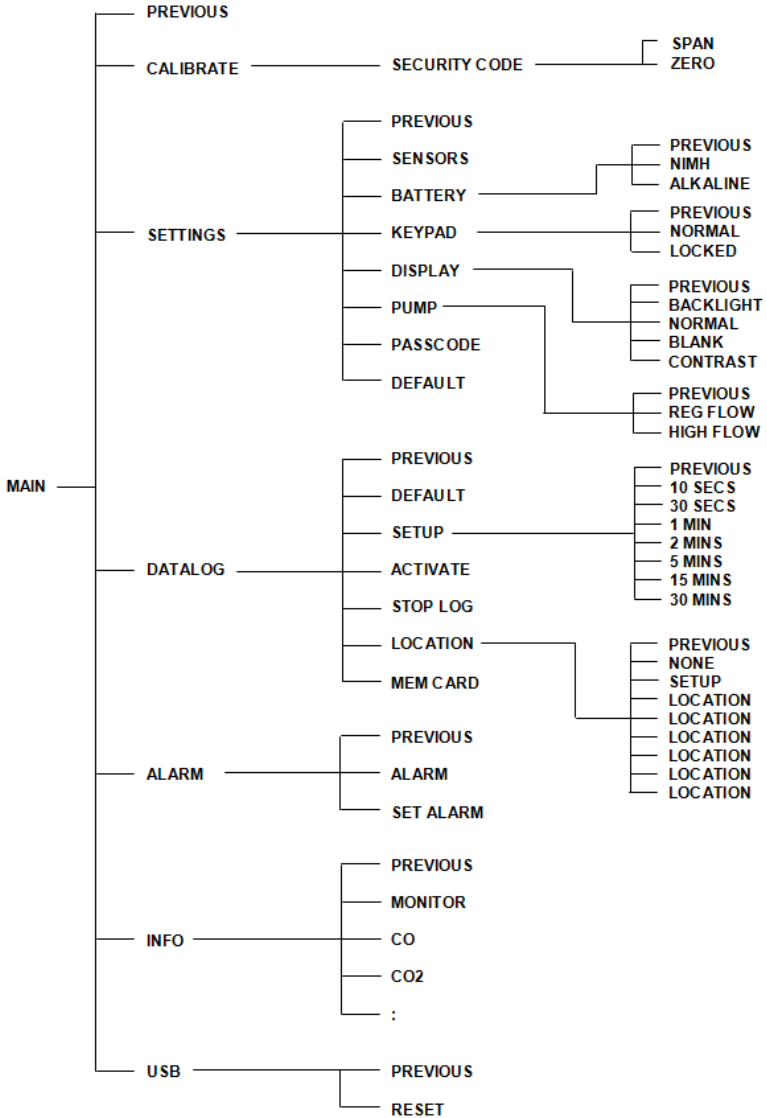 PREVIOUS
CALIBRATE
SECURITY CODE
SPAN
ZERO
SETTINGS
PREVIOUS
SENSORS
BATTERY
PREVIOUS
NIMH
ALKALINE
KEYPAD
PREVIOUS
NORMAL
LOCKED
DISPLAY
PREVIOUS
BACKLIGHT
NORMAL
BLANK
CONTRAST
PUMP
PREVIOUS
REG FLOW
HIGH FLOW
PASSCODE
DEFAULT
MAIN
DATALOG
PREVIOUS
DEFAULT
SETUP
PREVIOUS
10 SECS
30 SECS
1 MIN
2 MINS
5 MINS
15 MINS
30 MINS
ACTIVATE
STOP LOG
LOCATION
PREVIOUS
NONE
SETUP
LOCATION
LOCATION
LOCATION
LOCATION
LOCATION
LOCATION
MEM CARD
ALARM
PREVIOUS
ALARM
SET ALARM
INFO
PREVIOUS
MONITOR
CO
CO2
:
USB
PREVIOUS
RESET